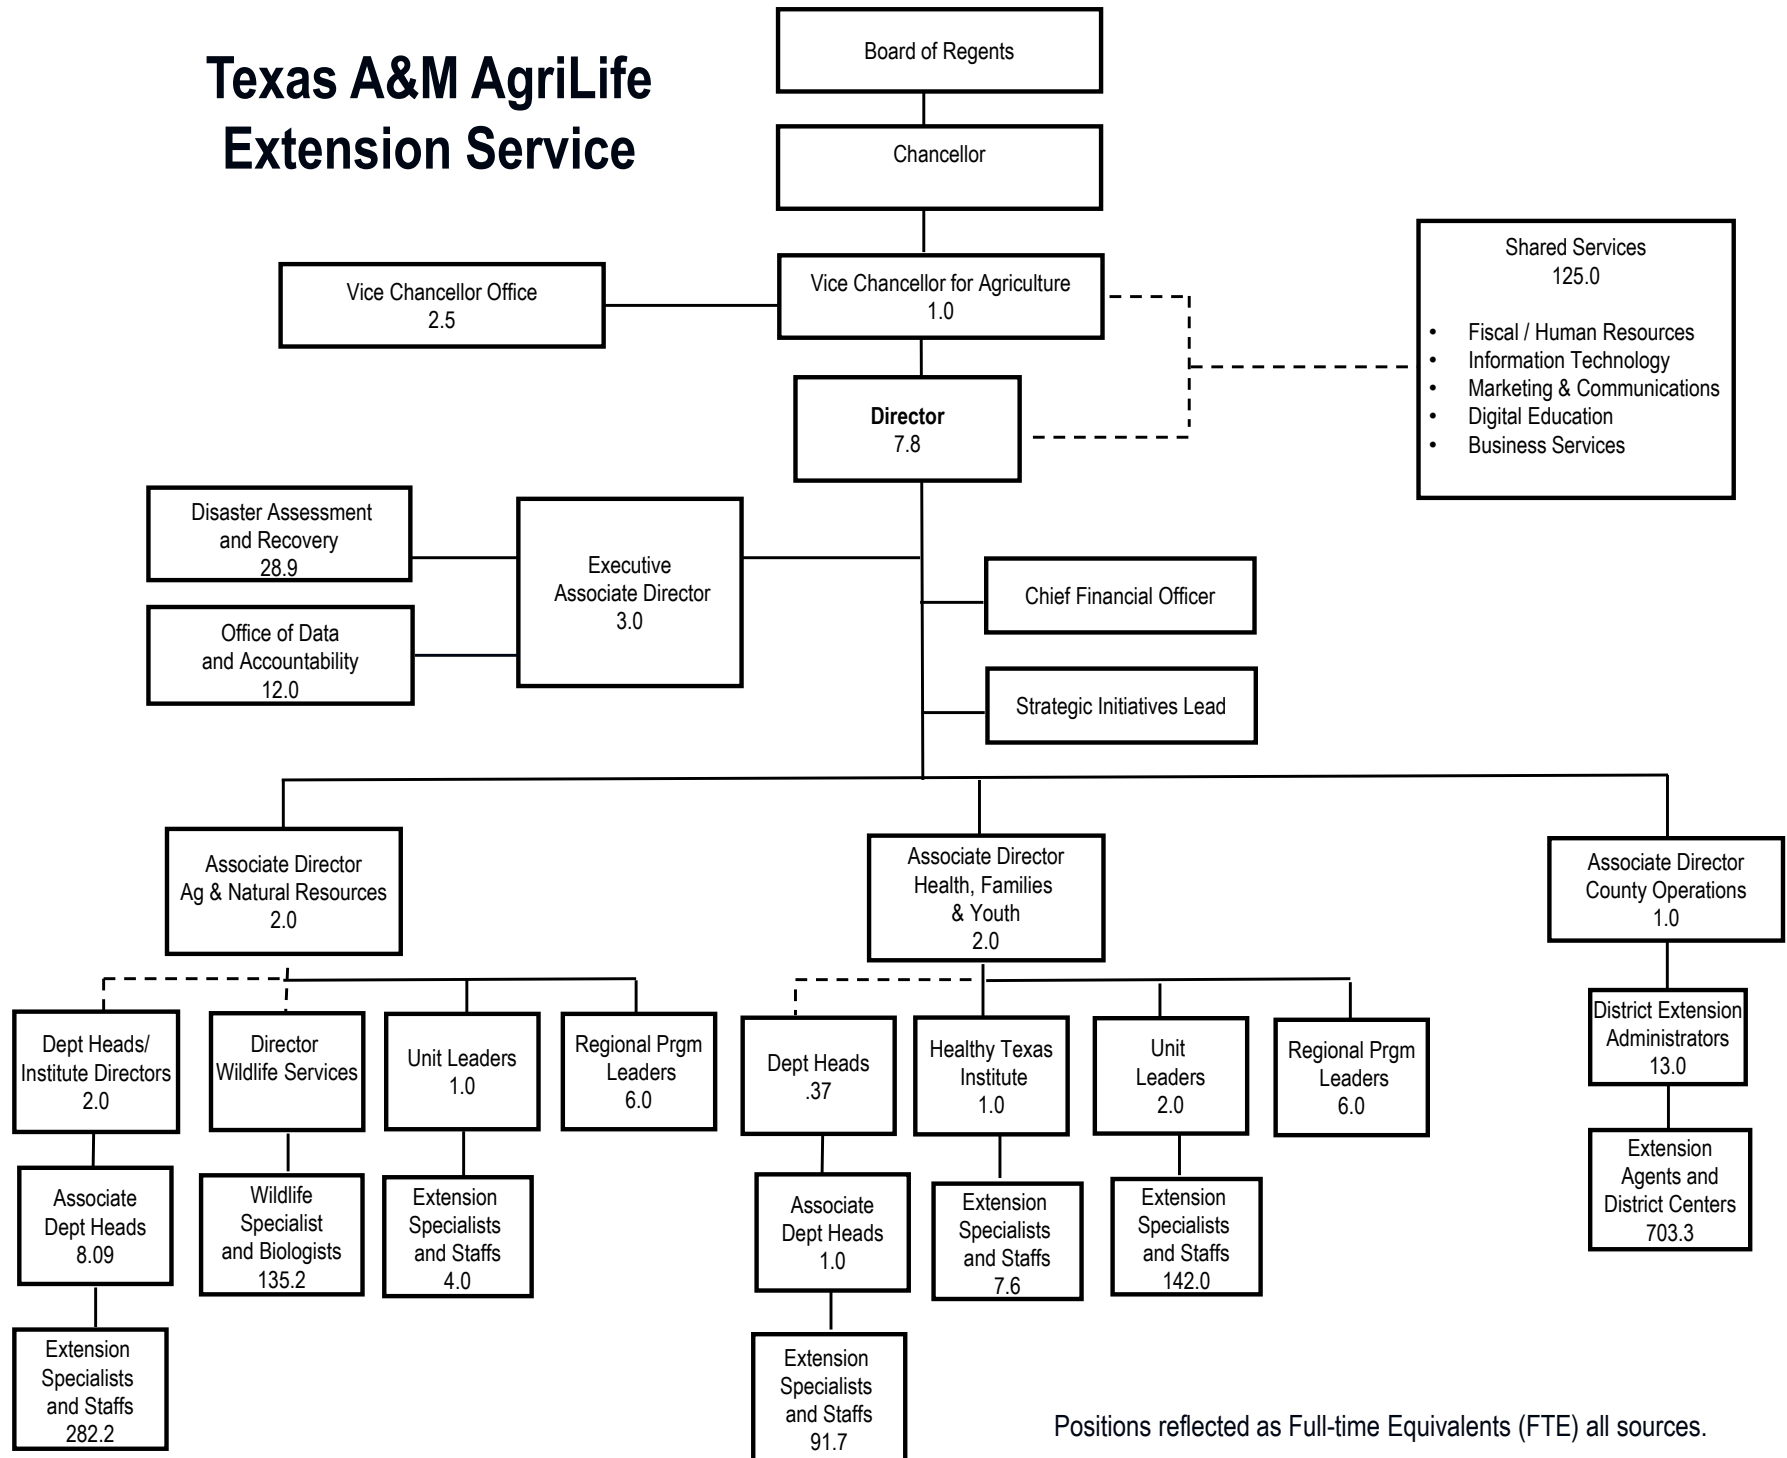 Texas A&M AgriLife
Extension Service
Board of Regents
Chancellor
Vice Chancellor Office
2.5
Vice Chancellor for Agriculture
1.0
Shared Services
125.0
• Fiscal / Human Resources
• Information Technology
• Marketing & Communications
• Digital Education
• Business Services
Director
7.8
Disaster Assessment
and Recovery
28.9
Office of Data
and Accountability
12.0
Executive
Associate Director
3.0
Chief Financial Officer
Strategic Initiatives Lead
Associate Director
Ag & Natural Resources
2.0
Associate Director
Health, Families
& Youth
2.0
Associate Director
County Operations
1.0
Dept Heads/
Institute Directors
2.0
Director
Wildlife Services
Unit Leaders
1.0
Regional Prgm
Leaders
6.0
Dept Heads
.37
Healthy Texas
Institute
1.0
Unit
Leaders
2.0
Regional Prgm
Leaders
6.0
District Extension
Administrators
13.0
Associate
Dept Heads
8.09
Wildlife
Specialist
and Biologists
135.2
Extension
Specialists
and Staffs
4.0
Associate
Dept Heads
1.0
Extension
Specialists
and Staffs
7.6
Extension
Specialists
and Staffs
142.0
Extension
Agents and
District Centers
703.3
Extension
Specialists
and Staffs
282.2
Extension
Specialists
and Staffs
91.7
Positions reflected as Full-time Equivalents (FTE) all sources.